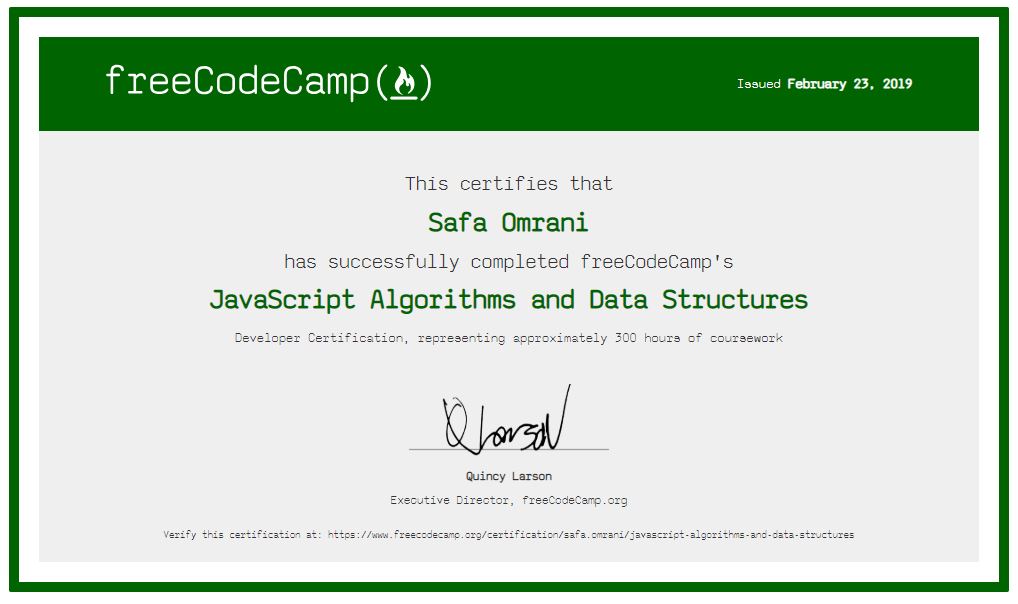 freeCodeCamp(🔥)
Issued February 23, 2019
This certifies that
Safa Omrani
has successfully completed freeCodeCamp's
JavaScript Algorithms and Data Structures
Developer Certification, representing approximately 300 hours of coursework
Q Larson
Quincy Larson
Executive Director, freeCodeCamp.org
Verify this certification at: https://www.freecodecamp.org/certification/safa.omrani/javascript-algorithms-and-data-structures